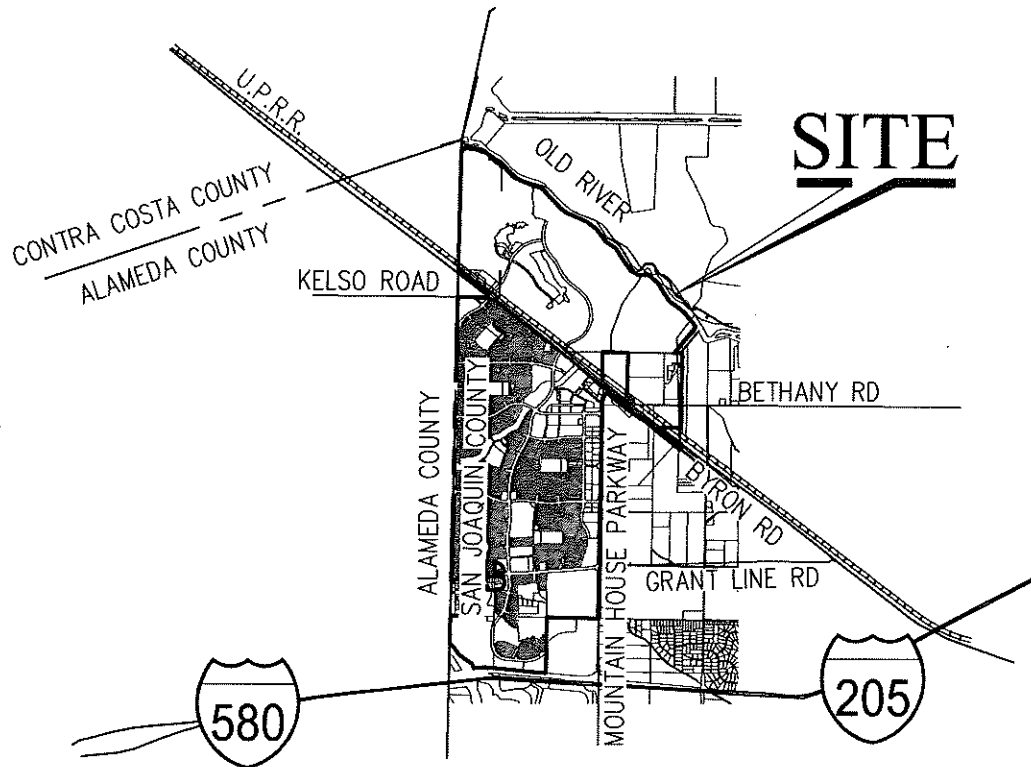 U.P.R.R.
SITE
OLD RIVER
CONTRA COSTA COUNTY
ALAMEDA COUNTY
KELSO ROAD
BETHANY RD
ALAMEDA COUNTY
SAN JOAQUIN COUNTY
MOUNTAIN HOUSE PARKWAY
BYRON RD
GRANT LINE RD
580
205